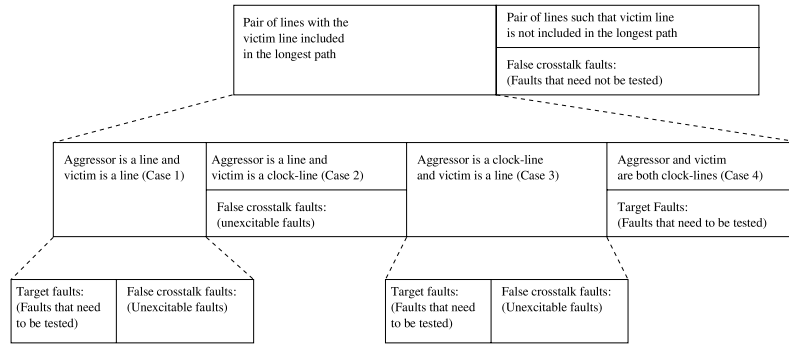 Pair of lines with the
victim line included
in the longest path
Pair of lines such that victim line
is not included in the longest path
False crosstalk faults:
(Faults that need not be tested)
Aggressor is a line and
victim is a line (Case 1)
Aggressor is a line and
victim is a clock-line (Case 2)
False crosstalk faults:
(unexcitable faults)
Aggressor is a clock-line
and victim is a line (Case 3)
Aggressor and victim
are both clock-lines (Case 4)
Target Faults:
(Faults that need to be tested)
Target faults:
(Faults that need
to be tested)
False crosstalk faults:
(Unexcitable faults)
Target faults:
(Faults that need
to be tested)
False crosstalk faults:
(Unexcitable faults)